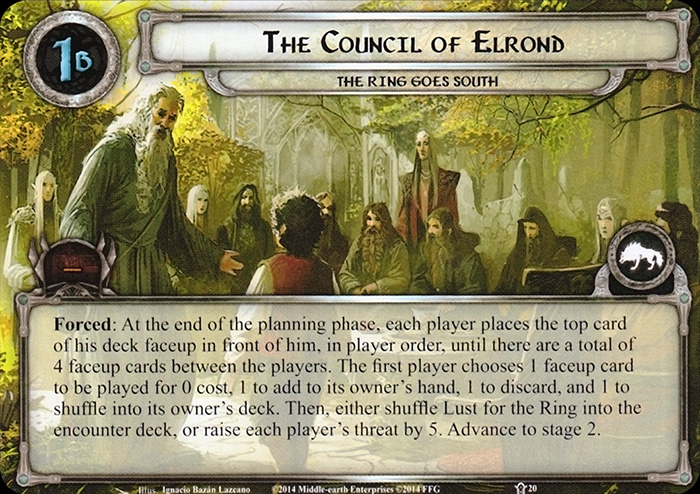 1B
THE COUNCIL OF ELROND
THE RING GOES SOUTH
Forced: At the end of the planning phase, each player places the top card
of his deck faceup in front of him, in player order, until there are a total of
4 faceup cards between the players. The first player chooses 1 faceup card
to be played for 0 cost, 1 to add to its owner's hand, 1 to discard, and 1 to
shuffle into its owner's deck. Then, either shuffle Lust for the Ring into the
encounter deck, or raise each player's threat by 5. Advance to stage 2.
Illus. Ignacio Bazán Lazcano ©2014 Middle-earth Enterprises ©2014 FFG 20